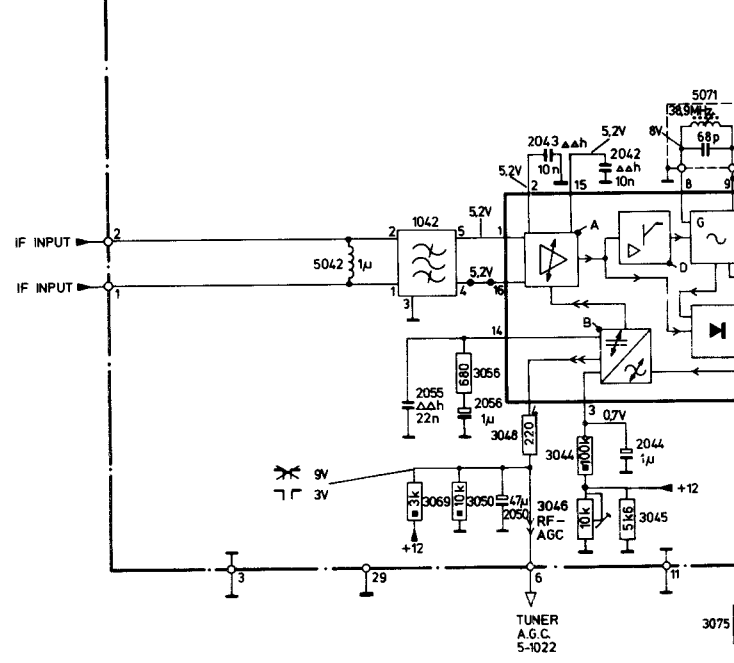 5071
38,9MHz
68p
8V
8
9
2043 △△h
10n
5,2V
2042
△△h
10n
5,2V
2
15
IF INPUT
2
5042
1µ
2
1042
5
5,2V
1
A
G
D
IF INPUT
1
1
3
4
5,2V
16
B
14
680
3056
2055
△△h
22n
2056
1µ
4
3
0,7V
3048
220
3044
100k
2044
1µ
9V
3V
3k
3069
10k
3050
47µ
2050
+12
3046
RF-
AGC
10k
5k6
3045
+12
3
29
6
11
TUNER
A.G.C.
5-1022
3075